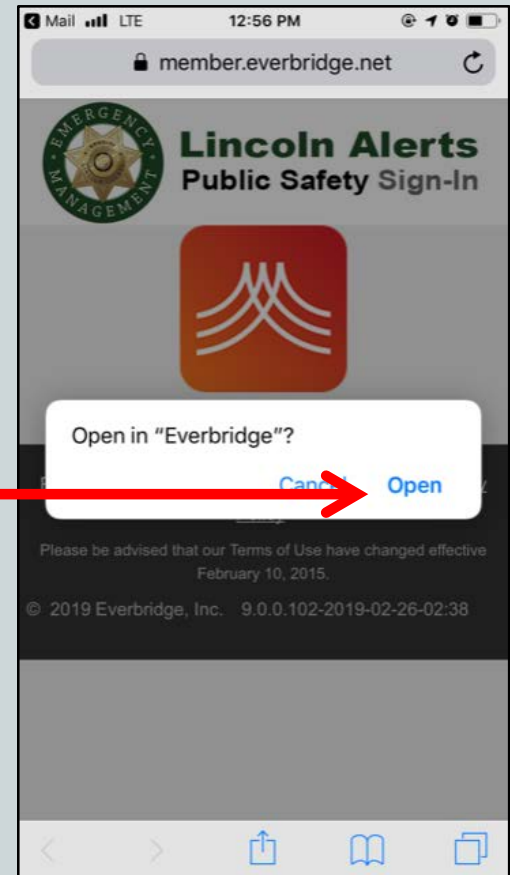 Mail LTE 12:56 PM
member.everbridge.net
EMERGENCY
MANAGEMENT
Lincoln Alerts
Public Safety Sign-In
Open in “Everbridge”?
Open
Please be advised that our Terms of Use have changed effective
February 10, 2015.
© 2019 Everbridge, Inc. 9.0.0.102-2019-02-26-02:38